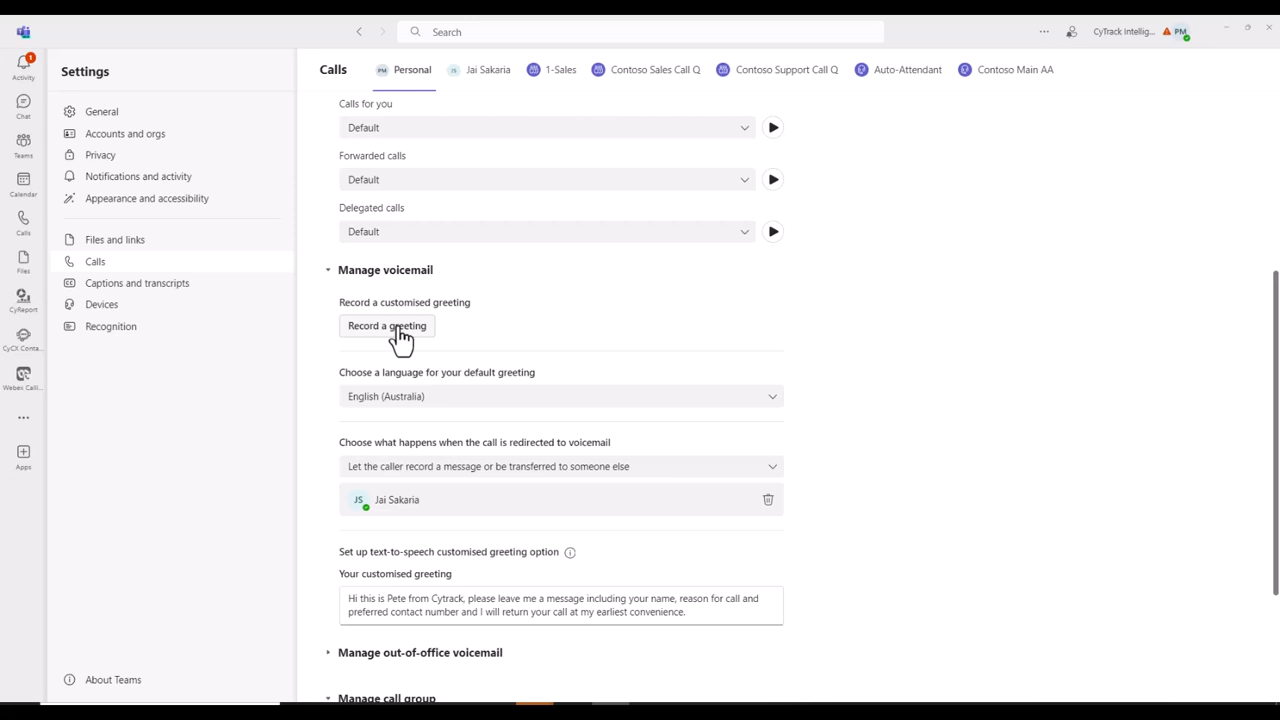 Search
CyTrack Intellig...
PM
1
Activity
Chat
Teams
Calendar
Calls
Files
CyReport
CyCX Conta...
Webex Calli...
Apps
Settings
General
Accounts and orgs
Privacy
Notifications and activity
Appearance and accessibility
Files and links
Calls
Captions and transcripts
Devices
Recognition
About Teams
Calls
PM Personal
JS Jai Sakaria
1-Sales
Contoso Sales Call Q
Contoso Support Call Q
Auto-Attendant
Contoso Main AA
Calls for you
Default
Forwarded calls
Default
Delegated calls
Default
Manage voicemail
Record a customised greeting
Record a greeting
Choose a language for your default greeting
English (Australia)
Choose what happens when the call is redirected to voicemail
Let the caller record a message or be transferred to someone else
JS Jai Sakaria
Set up text-to-speech customised greeting option
Your customised greeting
Hi this is Pete from Cytrack, please leave me a message including your name, reason for call and
preferred contact number and I will return your call at my earliest convenience.
Manage out-of-office voicemail
Manage call group